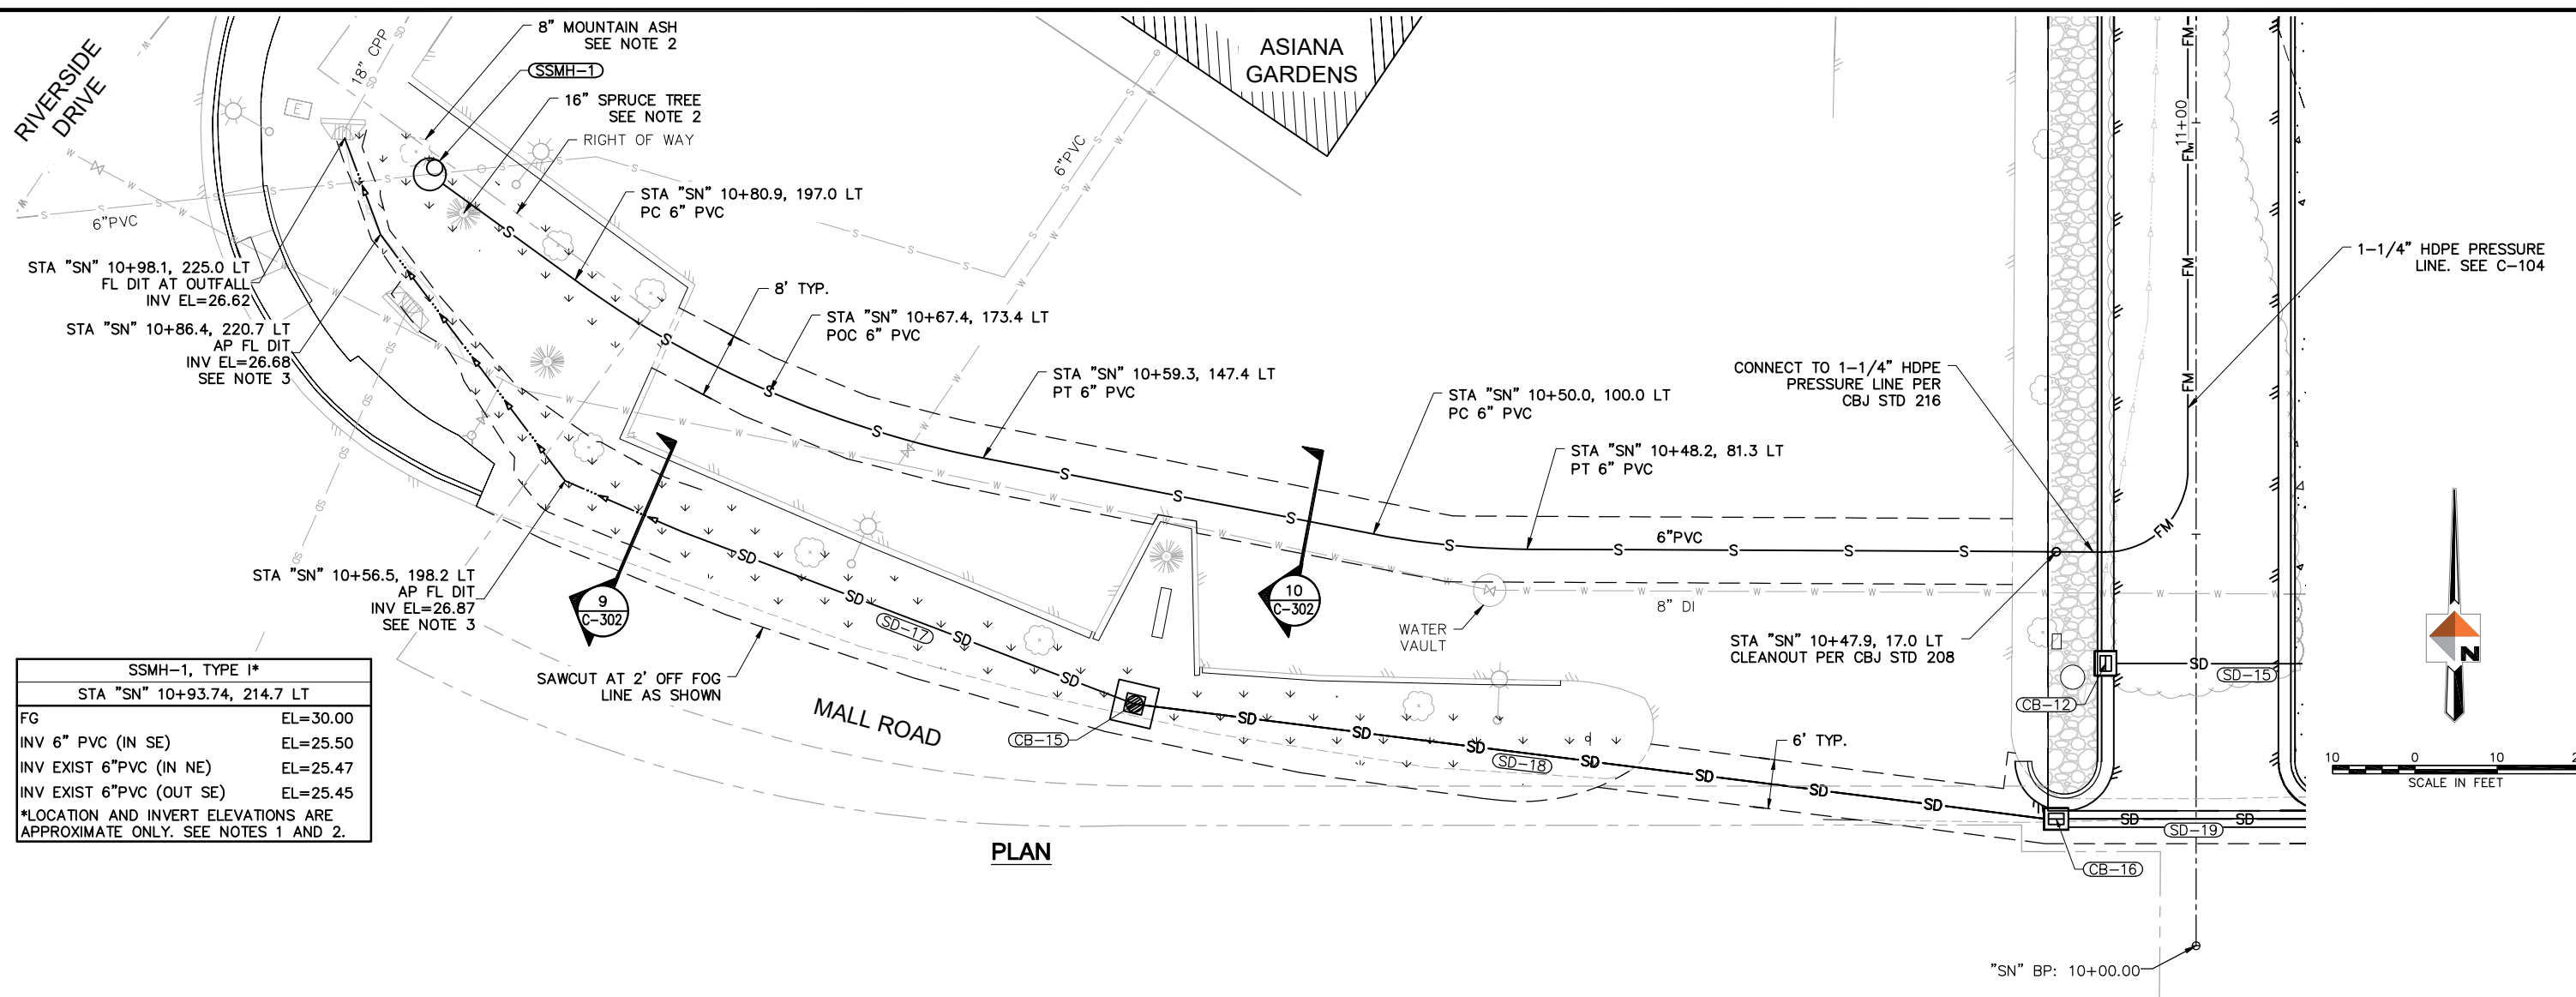 RIVERSIDE
DRIVE
18" CPP
8" MOUNTAIN ASH
SEE NOTE 2
SSMH-1
16" SPRUCE TREE
SEE NOTE 2
RIGHT OF WAY
ASIANA
GARDENS
6"PVC
6"PVC
STA "SN" 10+80.9, 197.0 LT
PC 6" PVC
STA "SN" 10+98.1, 225.0 LT
FL DIT AT OUTFALL
INV EL=26.62
STA "SN" 10+86.4, 220.7 LT
AP FL DIT
INV EL=26.68
SEE NOTE 3
8' TYP.
STA "SN" 10+67.4, 173.4 LT
POC 6" PVC
STA "SN" 10+59.3, 147.4 LT
PT 6" PVC
STA "SN" 10+50.0, 100.0 LT
PC 6" PVC
STA "SN" 10+48.2, 81.3 LT
PT 6" PVC
CONNECT TO 1-1/4" HDPE
PRESSURE LINE PER
CBJ STD 216
11+00
1-1/4" HDPE PRESSURE
LINE. SEE C-104
6"PVC
8" DI
WATER
VAULT
STA "SN" 10+47.9, 17.0 LT
CLEANOUT PER CBJ STD 208
STA "SN" 10+56.5, 198.2 LT
AP FL DIT
INV EL=26.87
SEE NOTE 3
9
C-302
10
C-302
SD-17
SAWCUT AT 2' OFF FOG
LINE AS SHOWN
MALL ROAD
CB-15
SD-18
6' TYP.
CB-12
SD-15
SD-19
CB-16
"SN" BP: 10+00.00
SSMH-1, TYPE I*
STA "SN" 10+93.74, 214.7 LT
FG EL=30.00
INV 6" PVC (IN SE) EL=25.50
INV EXIST 6"PVC (IN NE) EL=25.47
INV EXIST 6"PVC (OUT SE) EL=25.45
*LOCATION AND INVERT ELEVATIONS ARE
APPROXIMATE ONLY. SEE NOTES 1 AND 2.
PLAN
N
10 0 10
SCALE IN FEET